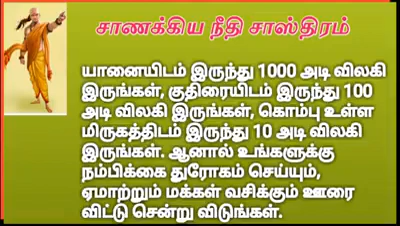 சாணக்கிய நீதி சாஸ்திரம்
யானையிடம் இருந்து 1000 அடி விலகி
இருங்கள், குதிரையிடம் இருந்து 100
அடி விலகி இருங்கள், கொம்பு உள்ள
மிருகத்திடம் இருந்து 10 அடி விலகி
இருங்கள். ஆனால் உங்களுக்கு
நம்பிக்கை துரோகம் செய்யும்,
ஏமாற்றும் மக்கள் வசிக்கும் ஊரை
விட்டு சென்று விடுங்கள்.